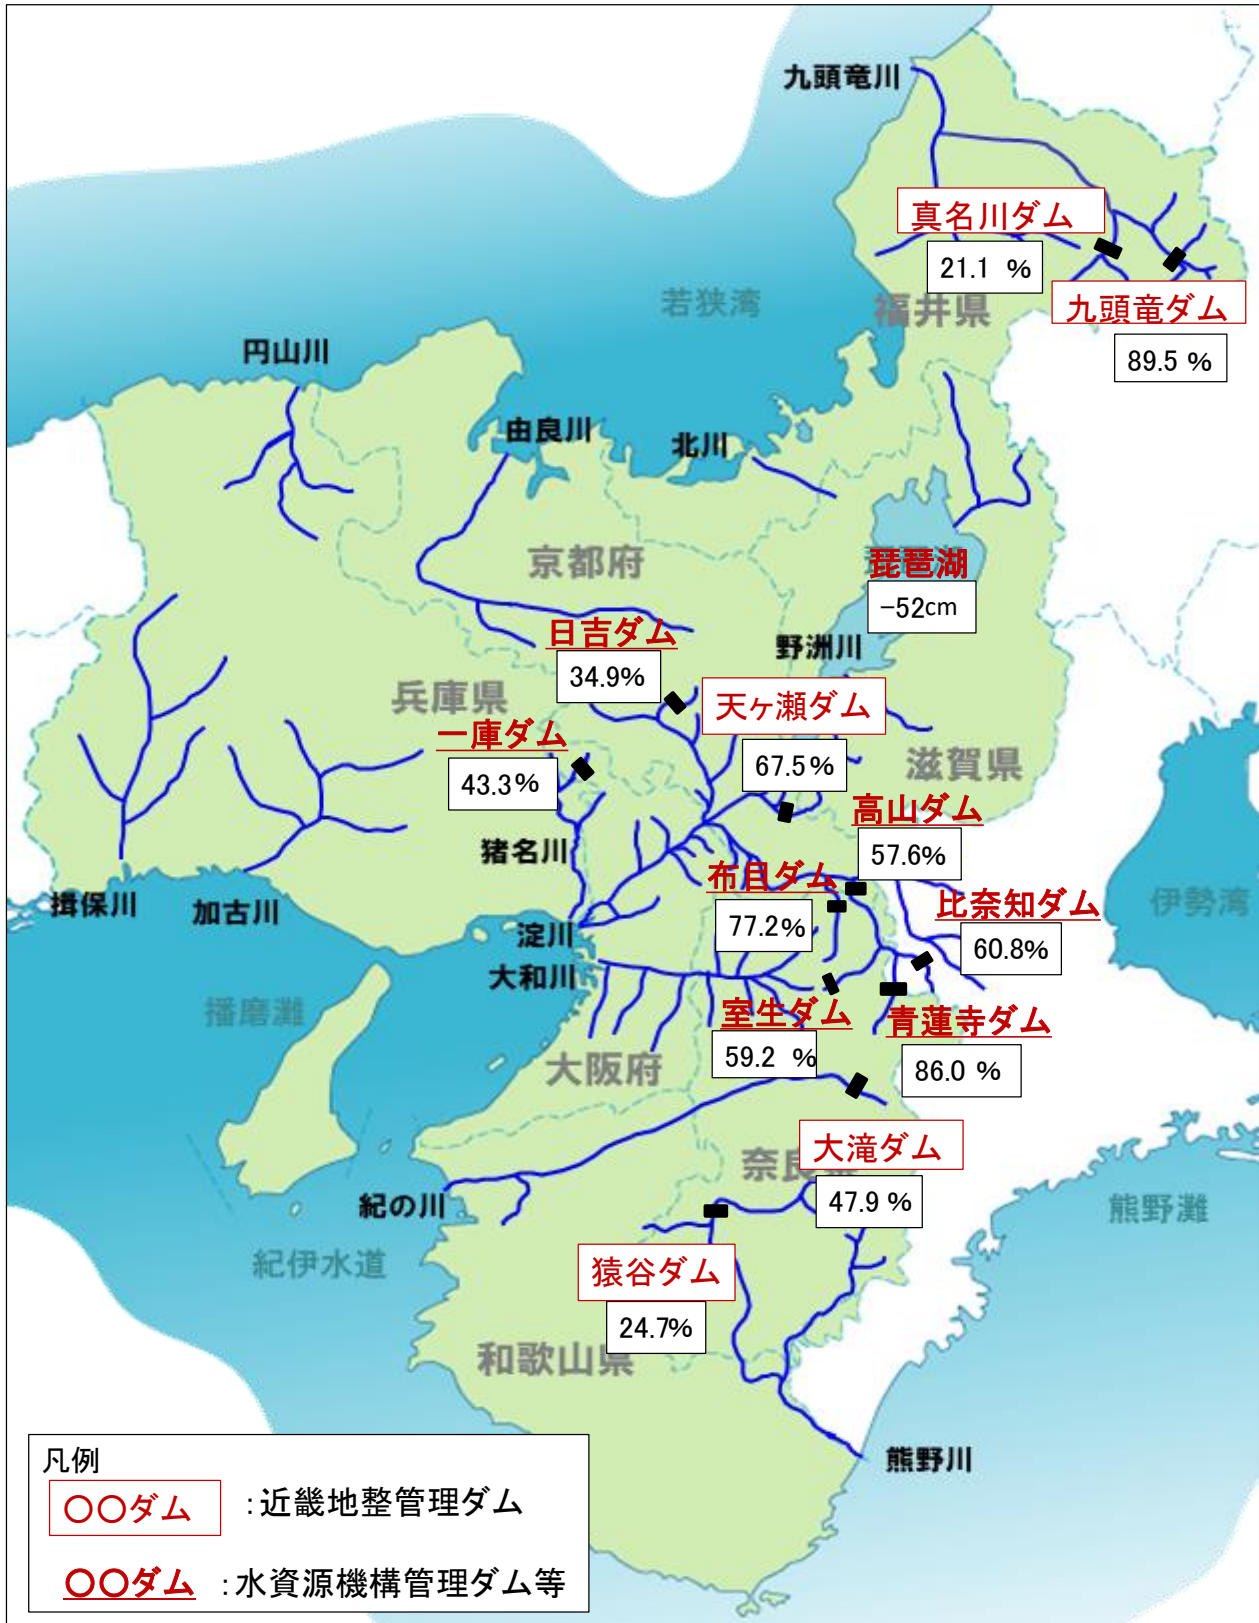 九頭竜川
真名川ダム
21.1 %
九頭竜ダム
89.5 %
若狭湾
福井県
円山川
由良川
北川
京都府
琵琶湖
-52cm
日吉ダム
34.9%
野洲川
兵庫県
天ヶ瀬ダム
67.5%
一庫ダム
43.3%
滋賀県
高山ダム
57.6%
猪名川
布目ダム
77.2%
比奈知ダム
60.8%
揖保川
加古川
淀川
大和川
伊勢湾
播磨灘
室生ダム
59.2 %
青蓮寺ダム
86.0 %
大阪府
大滝ダム
47.9 %
奈良県
紀の川
熊野灘
紀伊水道
猿谷ダム
24.7%
和歌山県
熊野川
凡例
〇〇ダム :近畿地整管理ダム
〇〇ダム :水資源機構管理ダム等